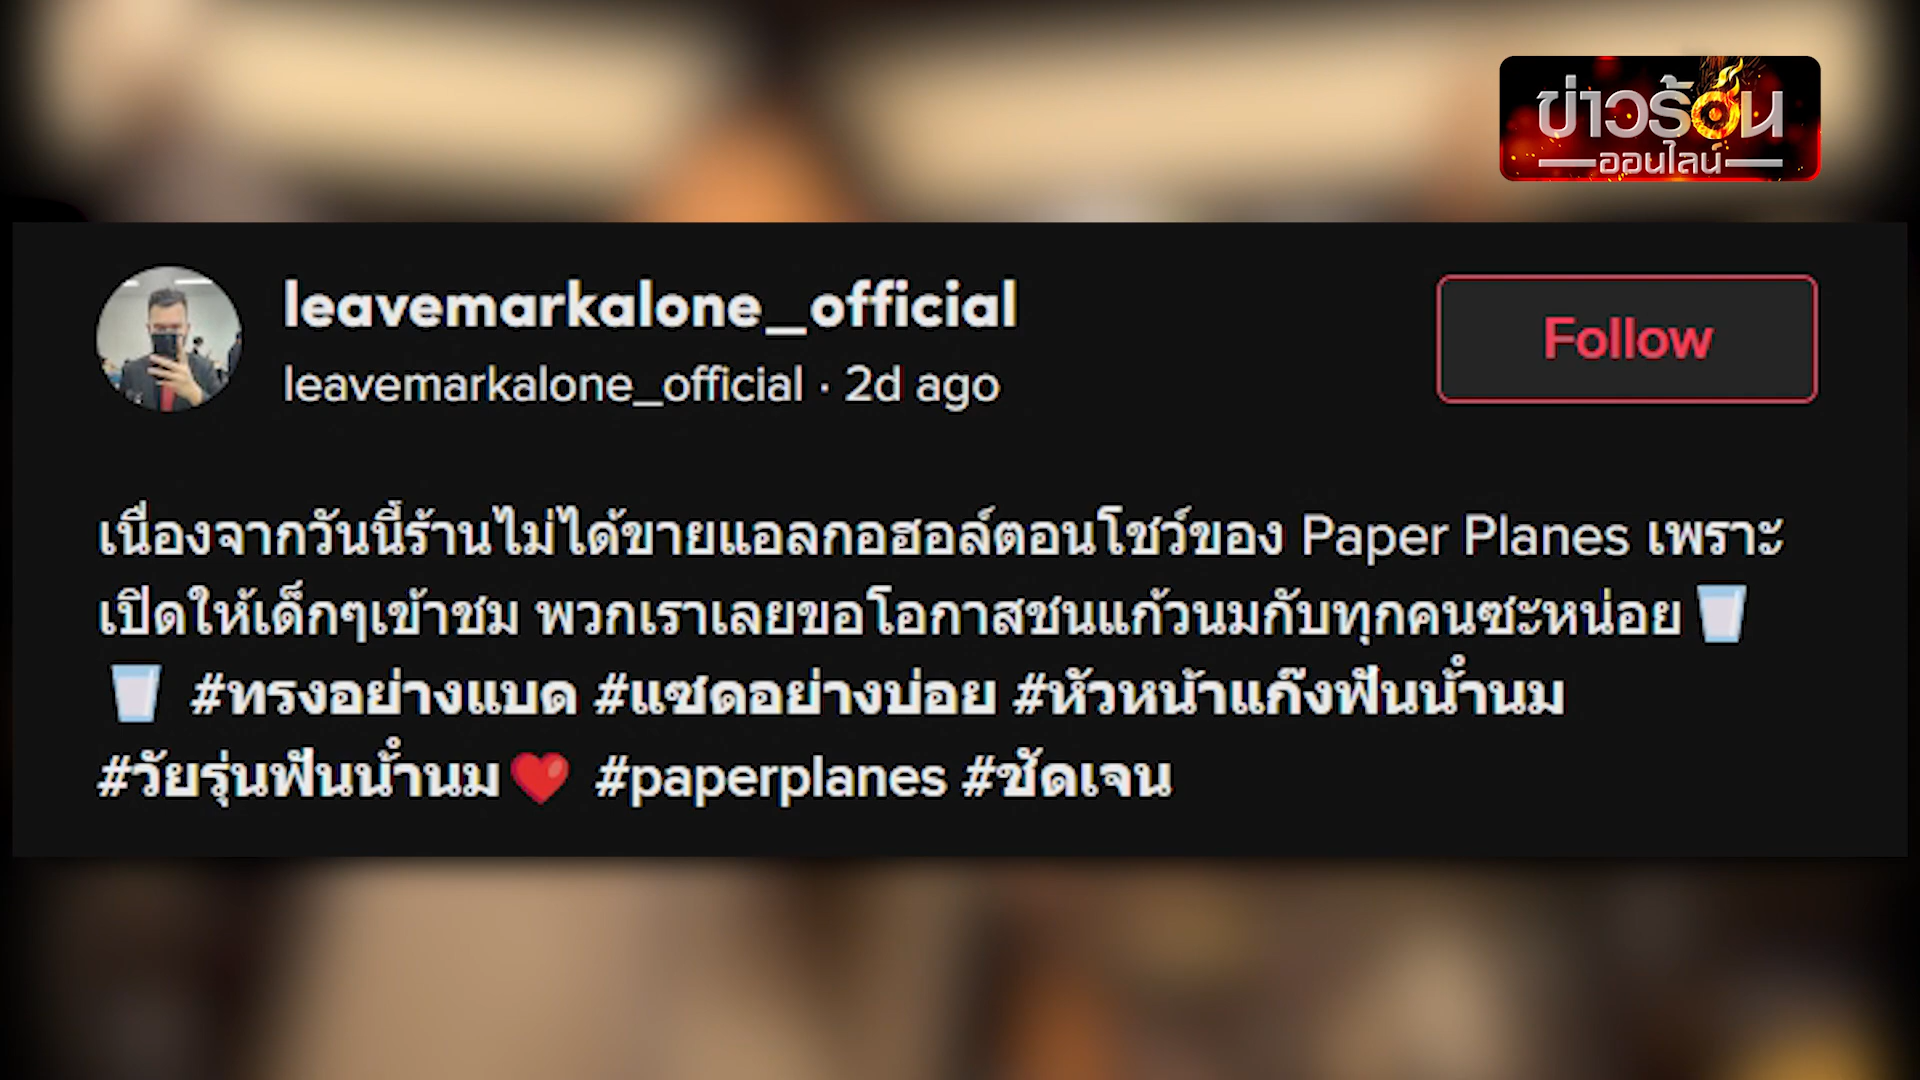 ข่าวร้อน
ออนไลน์
leavemarkalone_official
leavemarkalone_official · 2d ago
Follow
เนื่องจากวันนี้ร้านไม่ได้ขายแอลกอฮอล์ตอนโชว์ของ Paper Planes เพราะ
เปิดให้เด็กๆเข้าชม พวกเราเลยขอโอกาสชนแก้วนมกับทุกคนซะหน่อย🥛
🥛 #ทรงอย่างแบด #แซดอย่างบ่อย #หัวหน้าแก๊งฟันน้ำนม
#วัยรุ่นฟันน้ำนม❤️ #paperplanes #ชัดเจน